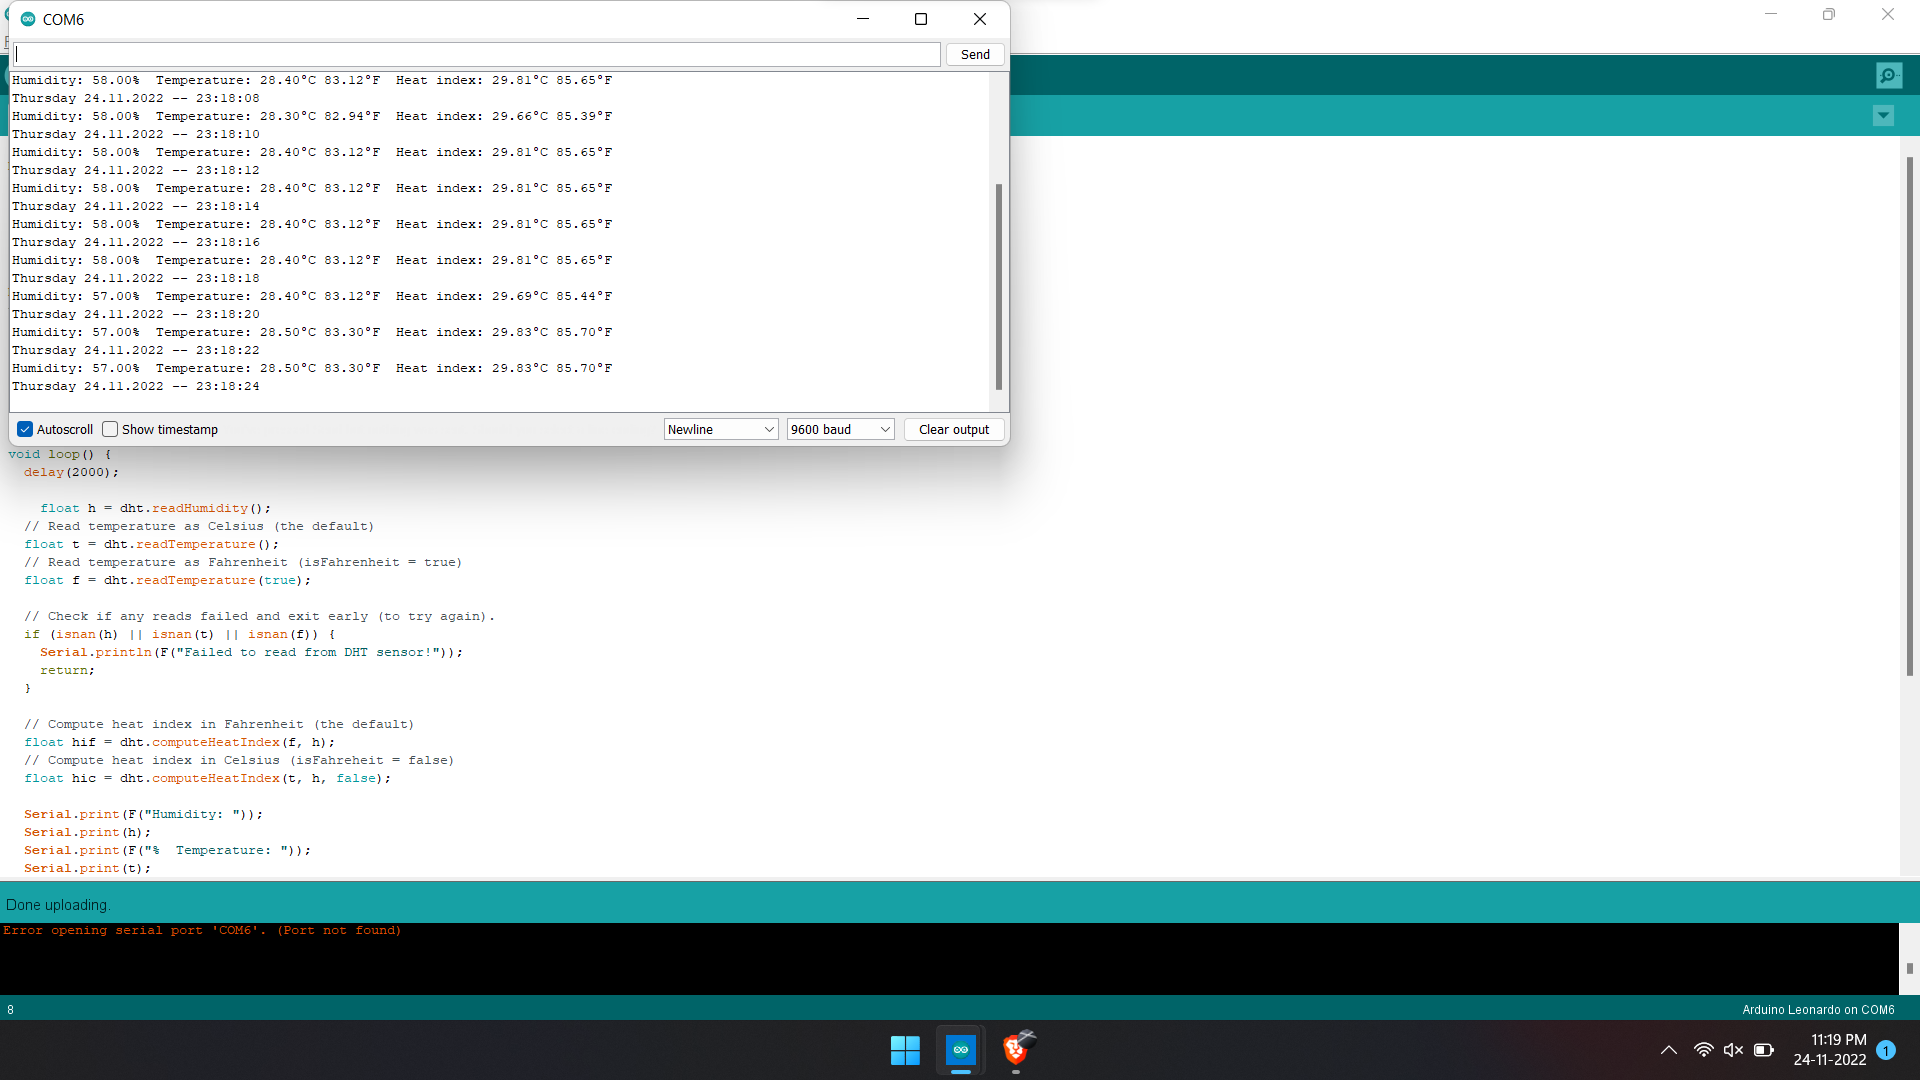 COM6
Send
Humidity: 58.00%  Temperature: 28.40°C 83.12°F  Heat index: 29.81°C 85.65°F
Thursday 24.11.2022 -- 23:18:08
Humidity: 58.00%  Temperature: 28.30°C 82.94°F  Heat index: 29.66°C 85.39°F
Thursday 24.11.2022 -- 23:18:10
Humidity: 58.00%  Temperature: 28.40°C 83.12°F  Heat index: 29.81°C 85.65°F
Thursday 24.11.2022 -- 23:18:12
Humidity: 58.00%  Temperature: 28.40°C 83.12°F  Heat index: 29.81°C 85.65°F
Thursday 24.11.2022 -- 23:18:14
Humidity: 58.00%  Temperature: 28.40°C 83.12°F  Heat index: 29.81°C 85.65°F
Thursday 24.11.2022 -- 23:18:16
Humidity: 58.00%  Temperature: 28.40°C 83.12°F  Heat index: 29.81°C 85.65°F
Thursday 24.11.2022 -- 23:18:18
Humidity: 57.00%  Temperature: 28.40°C 83.12°F  Heat index: 29.69°C 85.44°F
Thursday 24.11.2022 -- 23:18:20
Humidity: 57.00%  Temperature: 28.50°C 83.30°F  Heat index: 29.83°C 85.70°F
Thursday 24.11.2022 -- 23:18:22
Humidity: 57.00%  Temperature: 28.50°C 83.30°F  Heat index: 29.83°C 85.70°F
Thursday 24.11.2022 -- 23:18:24
Autoscroll Show timestamp Newline 9600 baud Clear output
void loop() {
  delay(2000);
    float h = dht.readHumidity();
  // Read temperature as Celsius (the default)
  float t = dht.readTemperature();
  // Read temperature as Fahrenheit (isFahrenheit = true)
  float f = dht.readTemperature(true);
  // Check if any reads failed and exit early (to try again).
  if (isnan(h) || isnan(t) || isnan(f)) {
    Serial.println(F("Failed to read from DHT sensor!"));
    return;
  }
  // Compute heat index in Fahrenheit (the default)
  float hif = dht.computeHeatIndex(f, h);
  // Compute heat index in Celsius (isFahreheit = false)
  float hic = dht.computeHeatIndex(t, h, false);
  Serial.print(F("Humidity: "));
  Serial.print(h);
  Serial.print(F("%  Temperature: "));
  Serial.print(t);
Done uploading.
Error opening serial port 'COM6'. (Port not found)
8
Arduino Leonardo on COM6
11:19 PM
24-11-2022
1